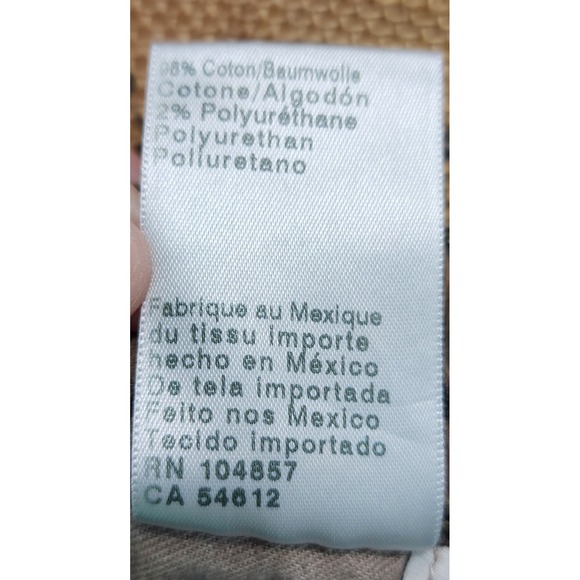 98% Coton/Baumwolle
Cotone/Algodón
2% Polyuréthane
Polyurethan
Poliuretano
Fabrique au Mexique
du tissu importe
hecho en México
De tela importada
Feito nos Mexico
Tecido importado
RN 104857
CA 54612